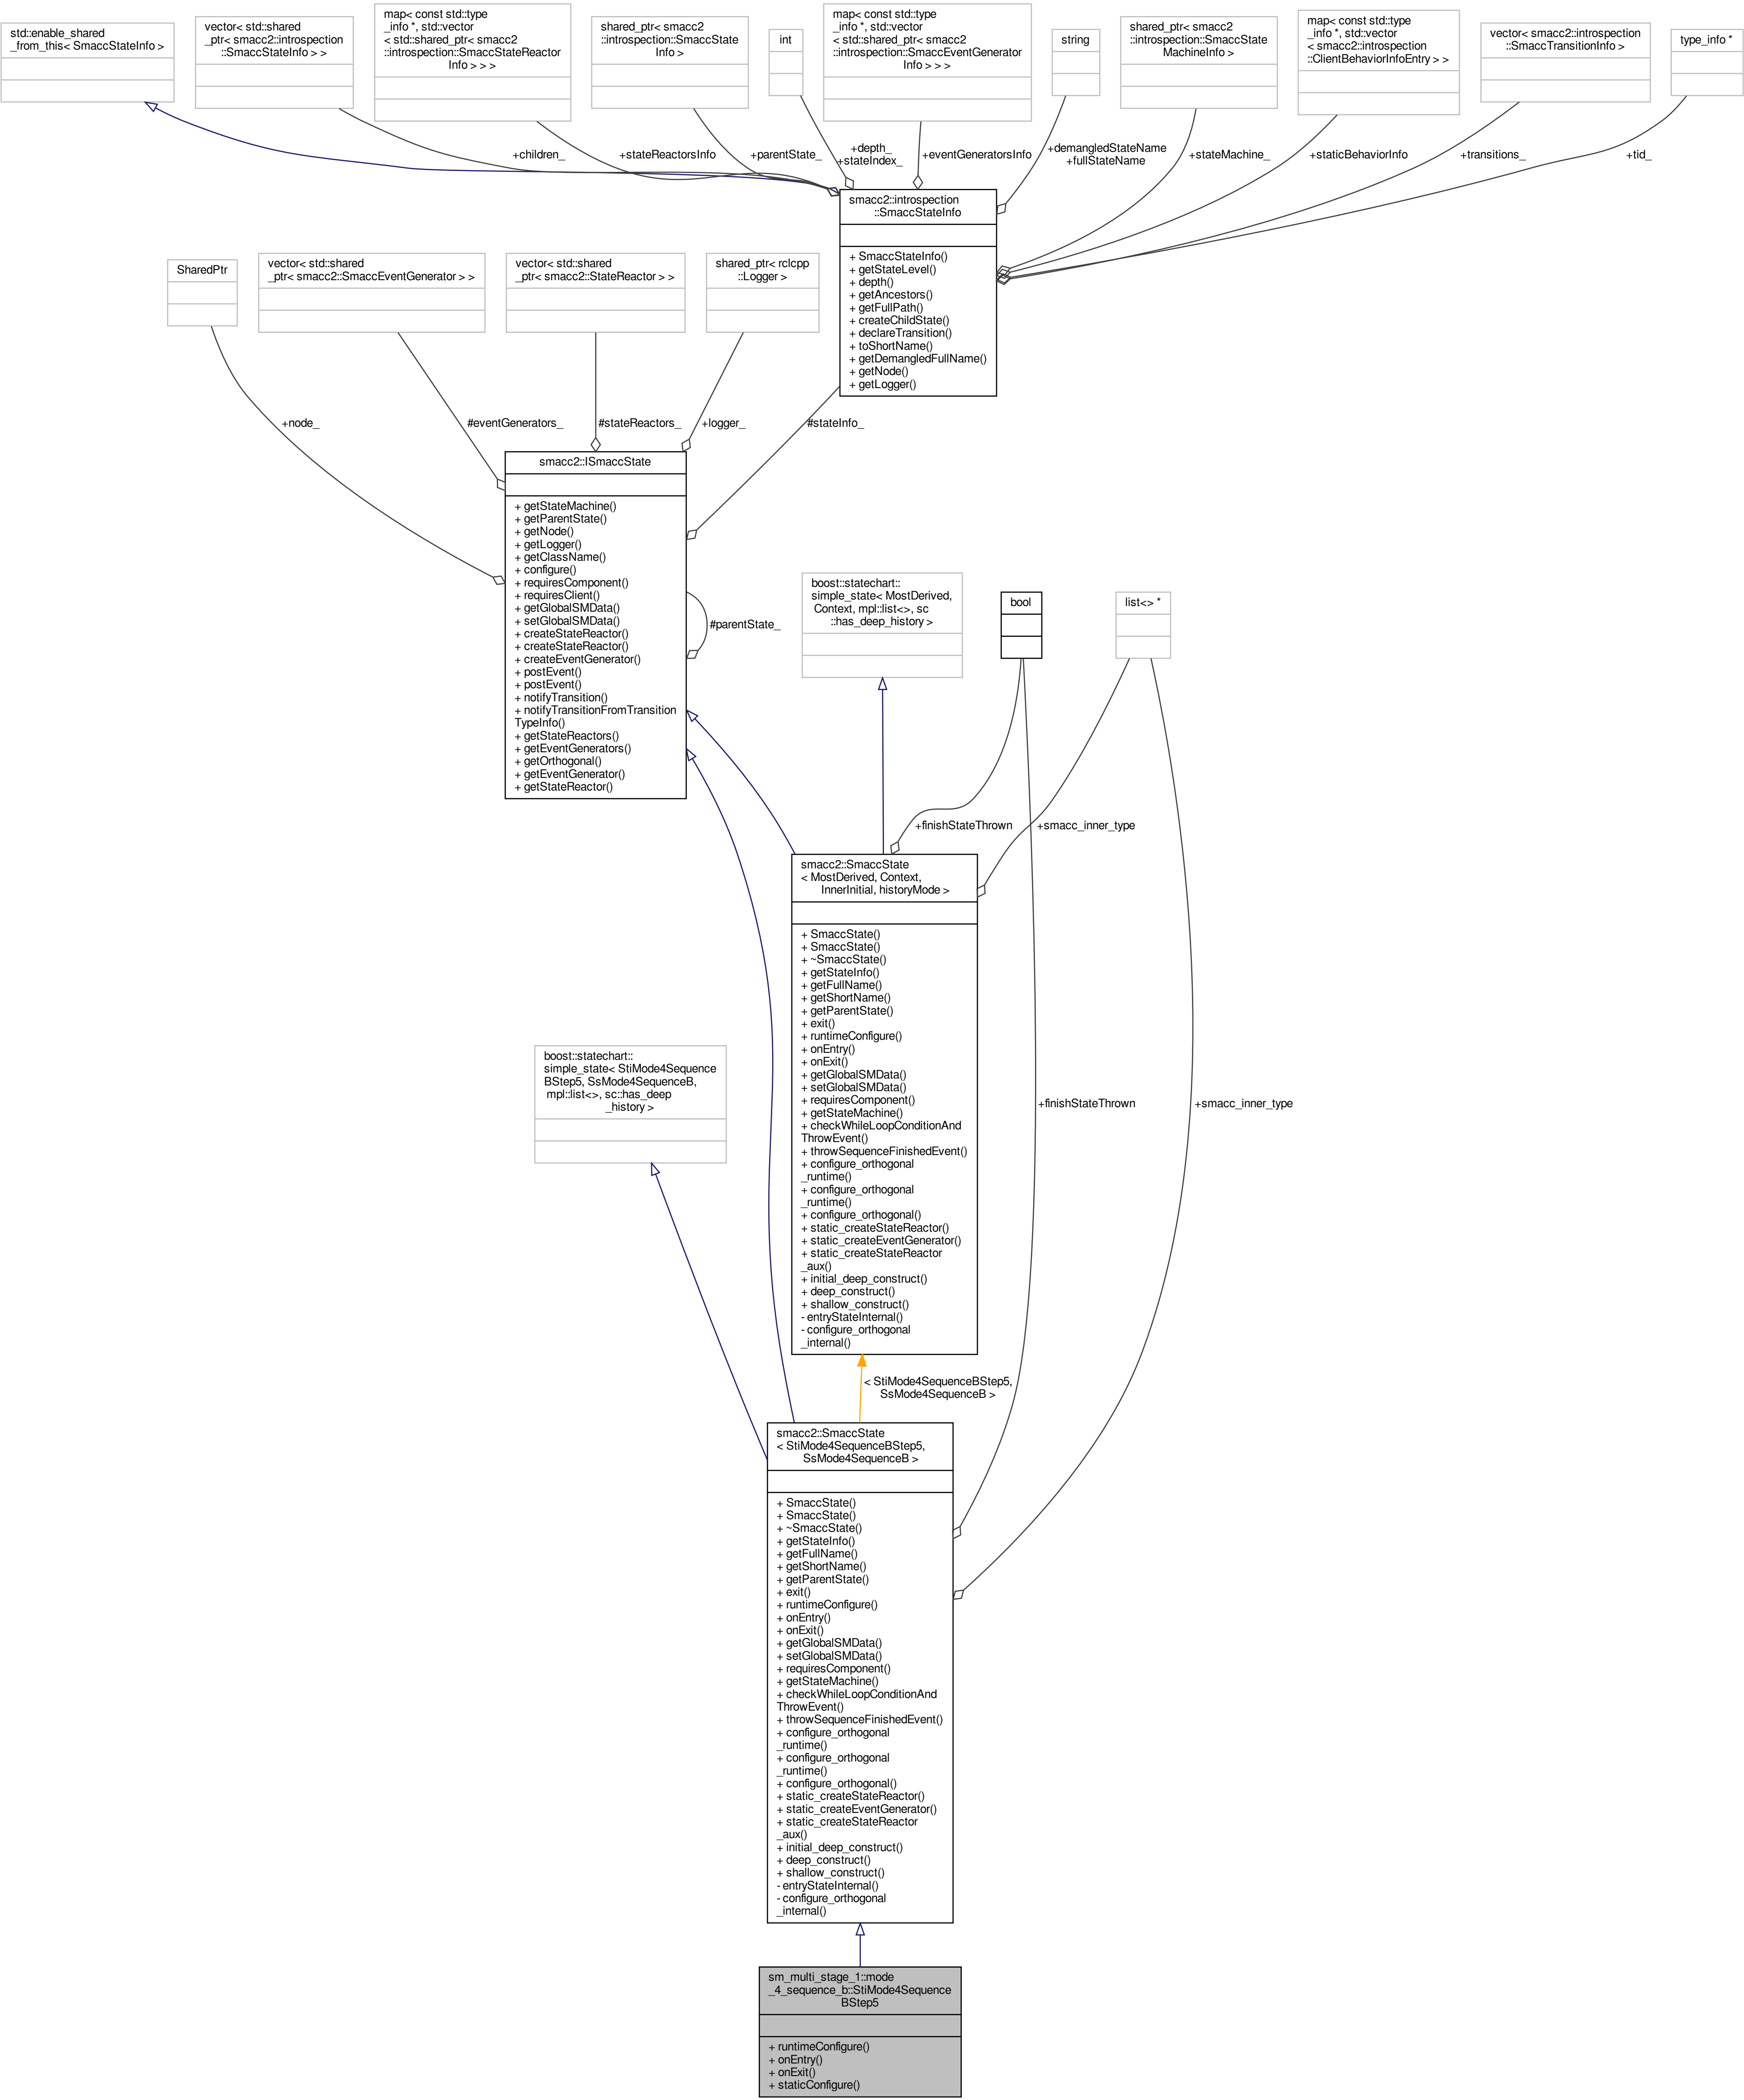 std::enable_shared
_from_this< SmaccStateInfo >
vector< std::shared
_ptr< smacc2::introspection
::SmaccStateInfo > >
map< const std::type
_info *, std::vector
< std::shared_ptr< smacc2
::introspection::SmaccStateReactor
Info > > >
shared_ptr< smacc2
::introspection::SmaccState
Info >
int
map< const std::type
_info *, std::vector
< std::shared_ptr< smacc2
::introspection::SmaccEventGenerator
Info > > >
string
shared_ptr< smacc2
::introspection::SmaccState
MachineInfo >
map< const std::type
_info *, std::vector
< smacc2::introspection
::ClientBehaviorInfoEntry > >
vector< smacc2::introspection
::SmaccTransitionInfo >
type_info *
+children_
+stateReactorsInfo
+parentState_
+depth_
+stateIndex_
+eventGeneratorsInfo
+demangledStateName
+fullStateName
+stateMachine_
+staticBehaviorInfo
+transitions_
+tid_
smacc2::introspection
::SmaccStateInfo
+ SmaccStateInfo()
+ getStateLevel()
+ depth()
+ getAncestors()
+ getFullPath()
+ createChildState()
+ declareTransition()
+ toShortName()
+ getDemangledFullName()
+ getNode()
+ getLogger()
SharedPtr
vector< std::shared
_ptr< smacc2::SmaccEventGenerator > >
vector< std::shared
_ptr< smacc2::StateReactor > >
shared_ptr< rclcpp
::Logger >
+node_
#eventGenerators_
#stateReactors_
+logger_
#stateInfo_
smacc2::ISmaccState
+ getStateMachine()
+ getParentState()
+ getNode()
+ getLogger()
+ getClassName()
+ configure()
+ requiresComponent()
+ requiresClient()
+ getGlobalSMData()
+ setGlobalSMData()
+ createStateReactor()
+ createStateReactor()
+ createEventGenerator()
+ postEvent()
+ postEvent()
+ notifyTransition()
+ notifyTransitionFromTransition
TypeInfo()
+ getStateReactors()
+ getEventGenerators()
+ getOrthogonal()
+ getEventGenerator()
+ getStateReactor()
#parentState_
boost::statechart::
simple_state< MostDerived,
Context, mpl::list<>, sc
::has_deep_history >
bool
list<> *
+finishStateThrown
+smacc_inner_type
smacc2::SmaccState
< MostDerived, Context,
InnerInitial, historyMode >
+ SmaccState()
+ SmaccState()
+ ~SmaccState()
+ getStateInfo()
+ getFullName()
+ getShortName()
+ getParentState()
+ exit()
+ runtimeConfigure()
+ onEntry()
+ onExit()
+ getGlobalSMData()
+ setGlobalSMData()
+ requiresComponent()
+ getStateMachine()
+ checkWhileLoopConditionAnd
ThrowEvent()
+ throwSequenceFinishedEvent()
+ configure_orthogonal
_runtime()
+ configure_orthogonal
_runtime()
+ configure_orthogonal()
+ static_createStateReactor()
+ static_createEventGenerator()
+ static_createStateReactor
_aux()
+ initial_deep_construct()
+ deep_construct()
+ shallow_construct()
- entryStateInternal()
- configure_orthogonal
_internal()
boost::statechart::
simple_state< StiMode4Sequence
BStep5, SsMode4SequenceB,
mpl::list<>, sc::has_deep
_history >
+finishStateThrown
+smacc_inner_type
< StiMode4SequenceBStep5,
SsMode4SequenceB >
smacc2::SmaccState
< StiMode4SequenceBStep5,
SsMode4SequenceB >
+ SmaccState()
+ SmaccState()
+ ~SmaccState()
+ getStateInfo()
+ getFullName()
+ getShortName()
+ getParentState()
+ exit()
+ runtimeConfigure()
+ onEntry()
+ onExit()
+ getGlobalSMData()
+ setGlobalSMData()
+ requiresComponent()
+ getStateMachine()
+ checkWhileLoopConditionAnd
ThrowEvent()
+ throwSequenceFinishedEvent()
+ configure_orthogonal
_runtime()
+ configure_orthogonal
_runtime()
+ configure_orthogonal()
+ static_createStateReactor()
+ static_createEventGenerator()
+ static_createStateReactor
_aux()
+ initial_deep_construct()
+ deep_construct()
+ shallow_construct()
- entryStateInternal()
- configure_orthogonal
_internal()
sm_multi_stage_1::mode
_4_sequence_b::StiMode4Sequence
BStep5
+ runtimeConfigure()
+ onEntry()
+ onExit()
+ staticConfigure()